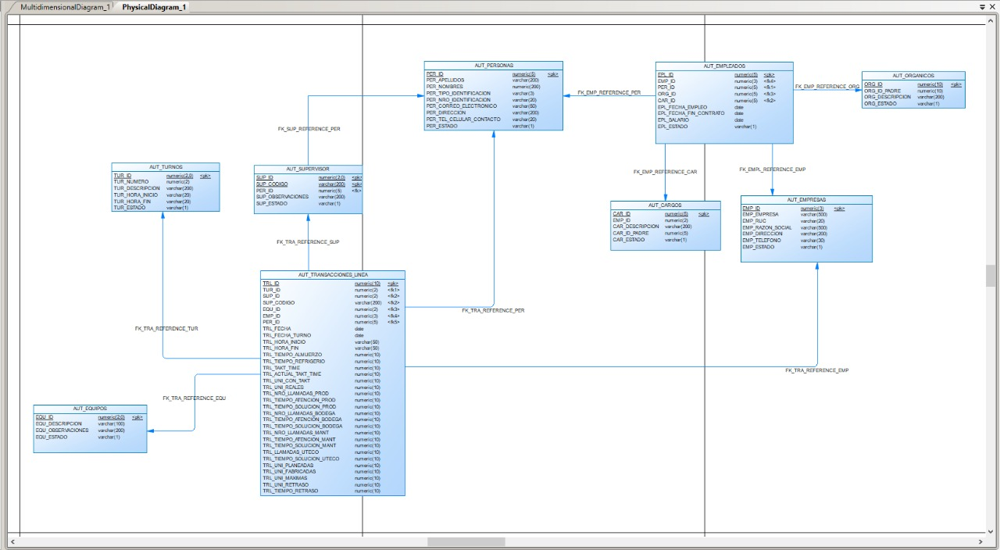 MultidimensionalDiagram_1 PhysicalDiagram_1
AUT_PERSONAS
PER_ID numeric(5) <pk>
PER_APELLIDOS varchar(200)
PER_NOMBRES numeric(200)
PER_TIPO_IDENTIFICACION varchar(3)
PER_NRO_IDENTIFICACION varchar(20)
PER_CORREO_ELECTRONICO varchar(50)
PER_DIRECCION varchar(200)
PER_TEL_CELULAR_CONTACTO varchar(20)
PER_ESTADO varchar(1)
AUT_EMPLEADOS
EPL_ID numeric(5) <pk>
EMP_ID numeric(3) <fk4>
PER_ID numeric(5) <fk1>
ORG_ID numeric(5) <fk3>
CAR_ID numeric(5) <fk2>
EPL_FECHA_EMPLEO date
EPL_FECHA_FIN_CONTRATO date
EPL_SALARIO date
EPL_ESTADO varchar(1)
AUT_ORGANICOS
ORG_ID numeric(10) <pk>
ORG_ID_PADRE numeric(10)
ORG_DESCRIPCION varchar(200)
ORG_ESTADO varchar(1)
FK_EMP_REFERENCE_PER
FK_EMP_REFERENCE_ORG
FK_SUP_REFERENCE_PER
AUT_TURNOS
TUR_ID numeric(2,0) <pk>
TUR_NUMERO numeric(2)
TUR_DESCRIPCION varchar(200)
TUR_HORA_INICIO varchar(20)
TUR_HORA_FIN varchar(20)
TUR_ESTADO varchar(1)
AUT_SUPERVISOR
SUP_ID numeric(2,0) <pk>
SUP_CODIGO varchar(200) <pk>
PER_ID numeric(5) <fk>
SUP_OBSERVACIONES varchar(200)
SUP_ESTADO varchar(1)
FK_EMP_REFERENCE_CAR
FK_EMPL_REFERENCE_EMP
AUT_CARGOS
CAR_ID numeric(5) <pk>
EMP_ID numeric(2)
CAR_DESCRIPCION varchar(200)
CAR_ID_PADRE numeric(5)
CAR_ESTADO varchar(1)
AUT_EMPRESAS
EMP_ID numeric(3) <pk>
EMP_EMPRESA varchar(500)
EMP_RUC varchar(20)
EMP_RAZON_SOCIAL varchar(500)
EMP_DIRECCION varchar(200)
EMP_TELEFONO varchar(30)
EMP_ESTADO varchar(1)
FK_TRA_REFERENCE_SUP
AUT_TRANSACCIONES_LINEA
TRL_ID numeric(10) <pk>
TUR_ID numeric(2) <fk1>
SUP_ID numeric(2) <fk2>
SUP_CODIGO varchar(200) <fk2>
EQU_ID numeric(2) <fk3>
EMP_ID numeric(3) <fk4>
PER_ID numeric(5) <fk5>
TRL_FECHA date
TRL_FECHA_TURNO date
TRL_HORA_INICIO varchar(50)
TRL_HORA_FIN varchar(50)
TRL_TIEMPO_ALMUERZO numeric(10)
TRL_TIEMPO_REFRIGERIO numeric(10)
TRL_TAKT_TIME numeric(10)
TRL_ACTUAL_TAKT_TIME numeric(10)
TRL_UNI_CON_TAKT numeric(10)
TRL_UNI_REALES numeric(10)
TRL_NRO_LLAMADAS_PROD numeric(10)
TRL_TIEMPO_ATENCION_PROD numeric(10)
TRL_TIEMPO_SOLUCION_PROD numeric(10)
TRL_NRO_LLAMADAS_BODEGA numeric(10)
TRL_TIEMPO_ATENCION_BODEGA numeric(10)
TRL_TIEMPO_SOLUCION_BODEGA numeric(10)
TRL_NRO_LLAMADAS_MANT numeric(10)
TRL_TIEMPO_ATENCION_MANT numeric(10)
TRL_TIEMPO_SOLUCION_MANT numeric(10)
TRL_LLAMADAS_UTECO numeric(10)
TRL_TIEMPO_SOLUCION_UTECO numeric(10)
TRL_UNI_PLANEADAS numeric(10)
TRL_UNI_FABRICADAS numeric(10)
TRL_UNI_MAXIMAS numeric(10)
TRL_UNI_RETRASO numeric(10)
TRL_TIEMPO_RETRASO numeric(10)
FK_TRA_REFERENCE_PER
FK_TRA_REFERENCE_TUR
FK_TRA_REFERENCE_EMP
FK_TRA_REFERENCE_EQU
AUT_EQUIPOS
EQU_ID numeric(2,0) <pk>
EQU_DESCRIPCION varchar(100)
EQU_OBSERVACIONES varchar(200)
EQU_ESTADO varchar(1)